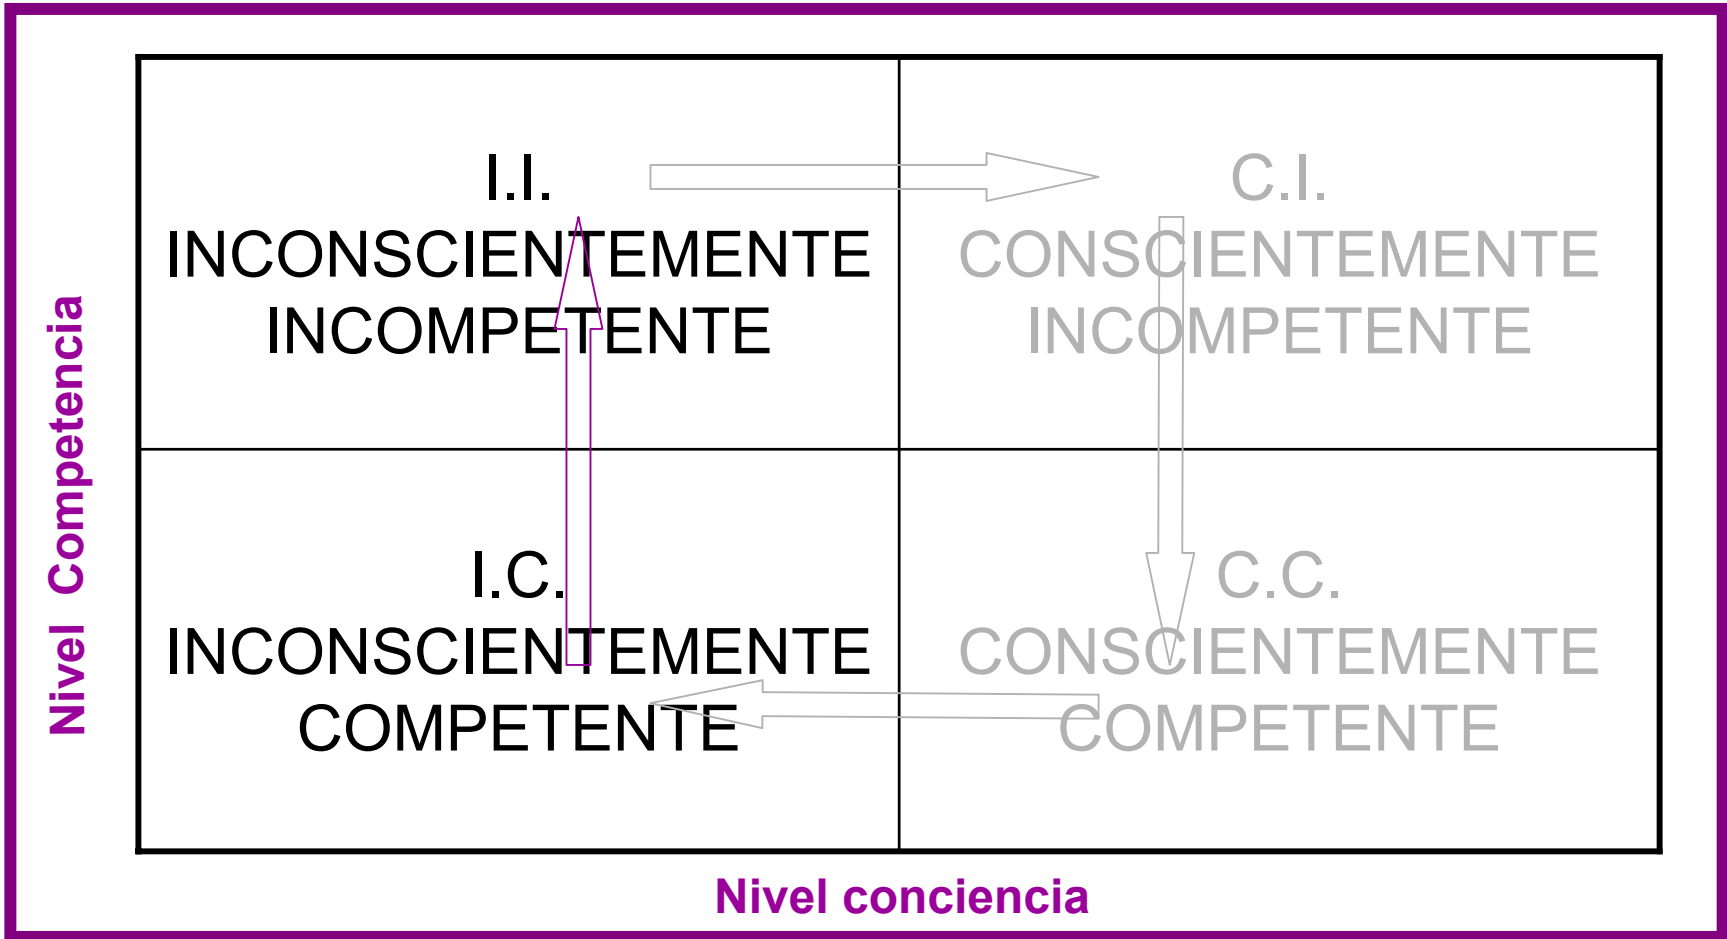 I.I.
INCONSCIENTEMENTE
INCOMPETENTE
C.I.
CONSCIENTEMENTE
INCOMPETENTE
Nivel Competencia
I.C.
INCONSCIENTEMENTE
COMPETENTE
C.C.
CONSCIENTEMENTE
COMPETENTE
Nivel conciencia